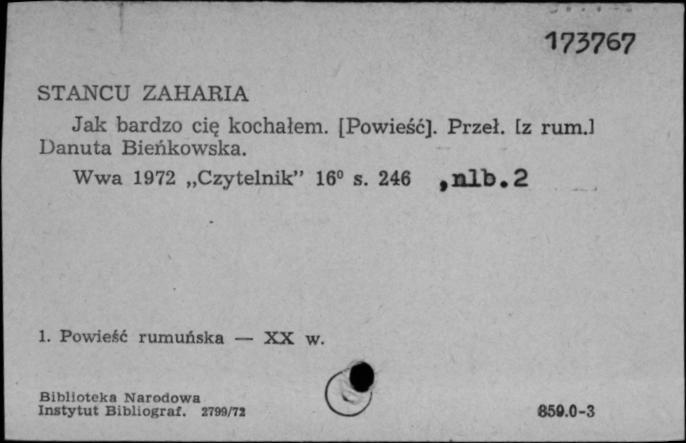 173767
STANCU ZAHARIA
Jak bardzo cię kochałem. [Powieść]. Przeł. [z rum.]
Danuta Bieńkowska.
Wwa 1972 „Czytelnik” 16⁰ s. 246 ,nlb.2
1. Powieść rumuńska — XX w.
Biblioteka Narodowa
Instytut Bibliograf. 2799/72
859.0-3